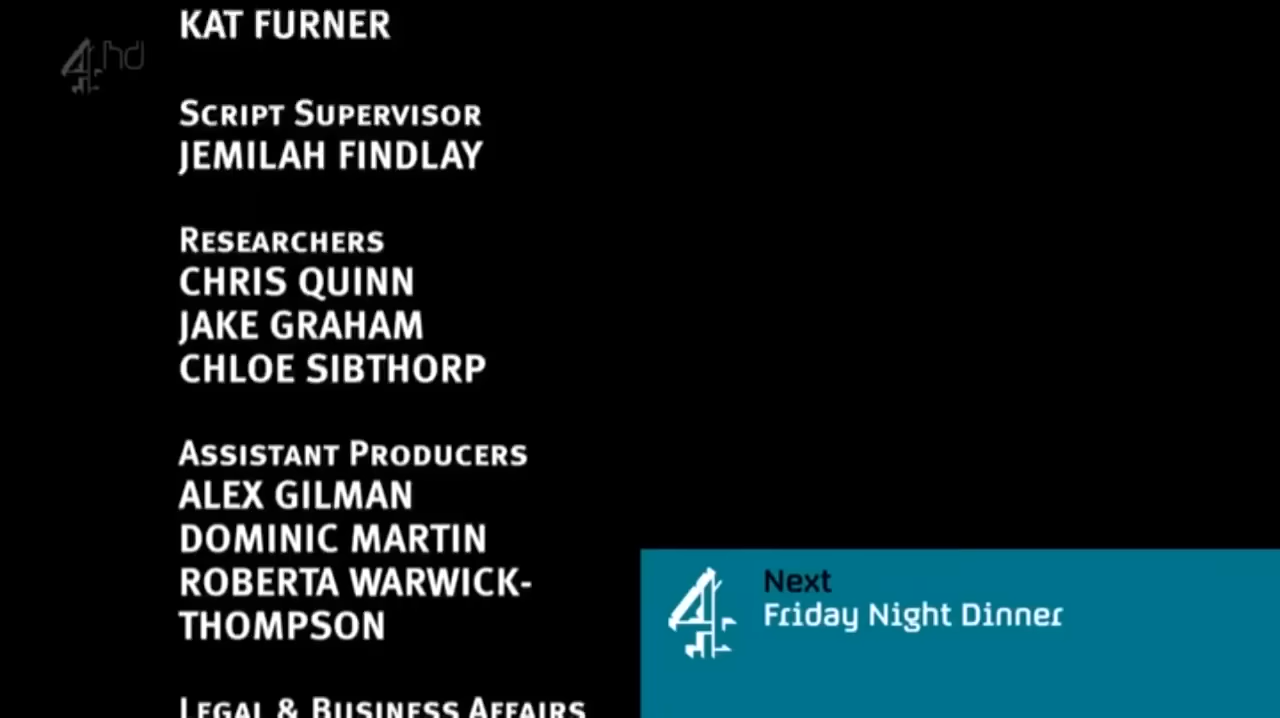 KAT FURNER
4hd
SCRIPT SUPERVISOR
JEMILAH FINDLAY
RESEARCHERS
CHRIS QUINN
JAKE GRAHAM
CHLOE SIBTHORP
ASSISTANT PRODUCERS
ALEX GILMAN
DOMINIC MARTIN
ROBERTA WARWICK-
THOMPSON
LEGAL & BUSINESS AFFAIRS
4
Next
Friday Night Dinner